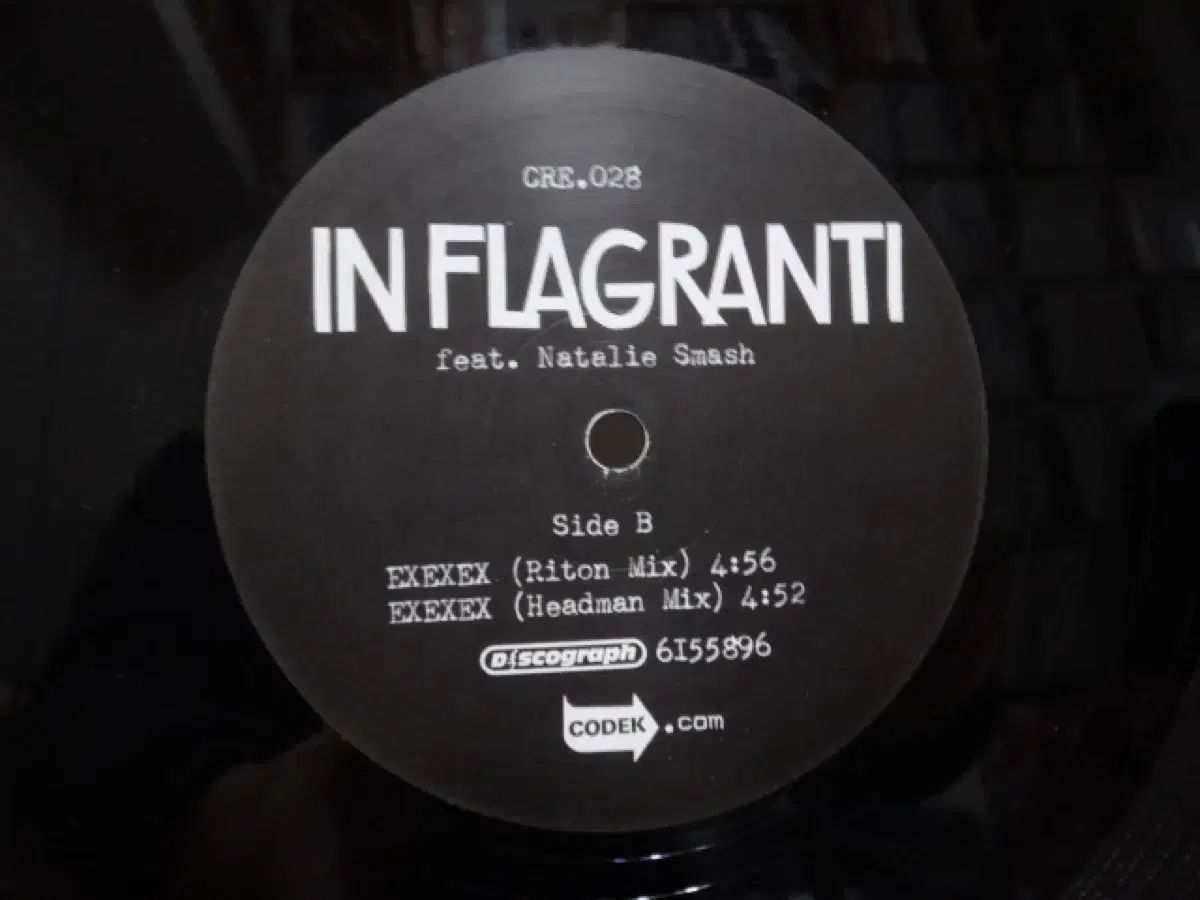 CRE.028
IN FLAGRANTI
feat. Natalie Smash
Side B
EXEXEX (Riton Mix) 4:56
EXEXEX (Headman Mix) 4:52
Discograph 6155896
CODEK.com